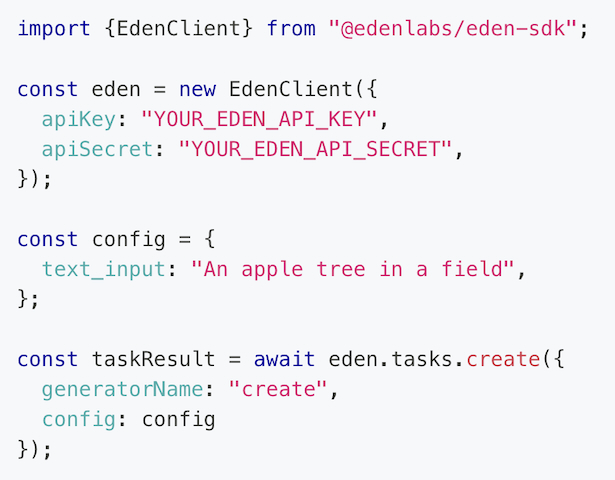 import {EdenClient} from "@edenlabs/eden-sdk";
const eden = new EdenClient({
apiKey: "YOUR_EDEN_API_KEY",
apiSecret: "YOUR_EDEN_API_SECRET",
});
const config = {
text_input: "An apple tree in a field",
};
const taskResult = await eden.tasks.create({
generatorName: "create",
config: config
});